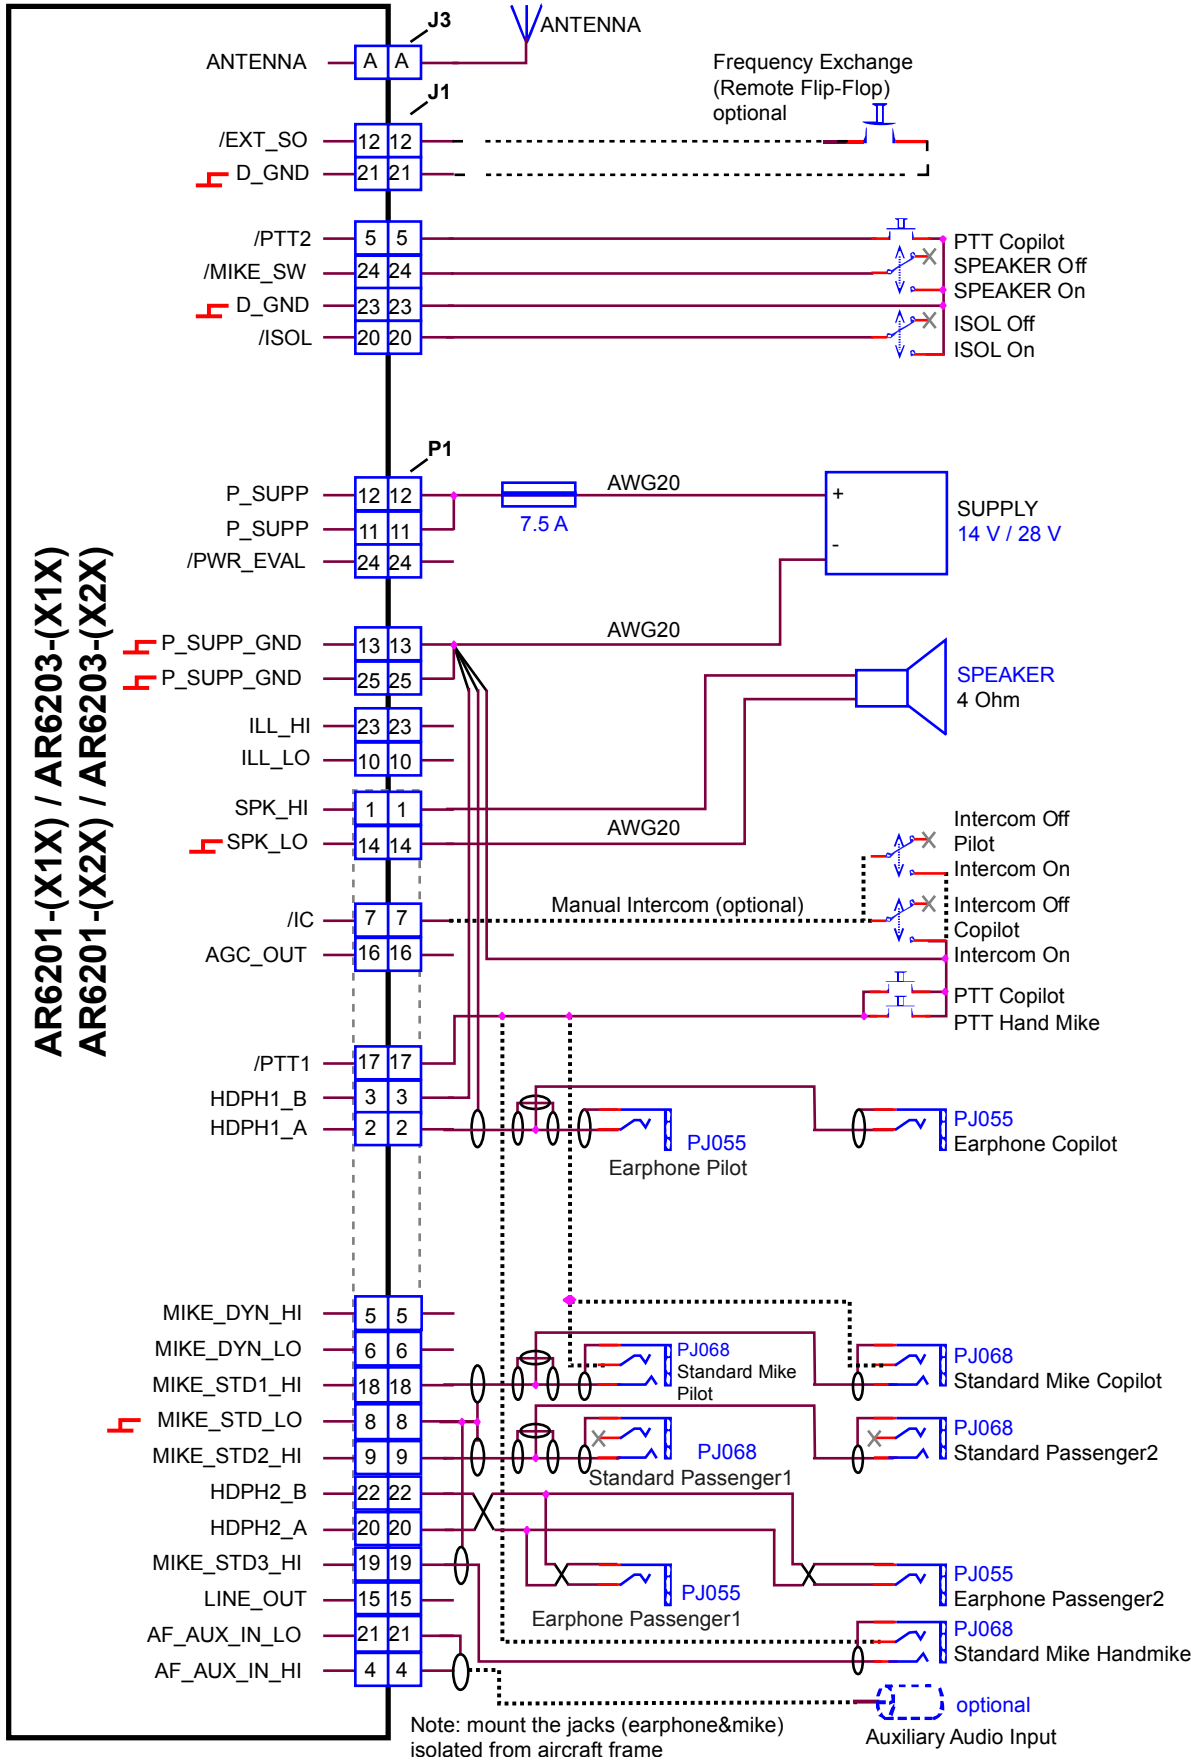 J3
ANTENNA
ANTENNA A A
Frequency Exchange
(Remote Flip-Flop)
optional
J1
/EXT_SO 12 12
D_GND 21 21
/PTT2 5 5 PTT Copilot
/MIKE_SW 24 24 SPEAKER Off
SPEAKER On
D_GND 23 23
/ISOL 20 20 ISOL Off
ISOL On
P1
P_SUPP 12 12 AWG20 +
7.5 A
P_SUPP 11 11
SUPPLY
14 V / 28 V
-
/PWR_EVAL 24 24
P_SUPP_GND 13 13 AWG20
P_SUPP_GND 25 25
SPEAKER
4 Ohm
ILL_HI 23 23
ILL_LO 10 10
SPK_HI 1 1
SPK_LO 14 14 AWG20
Intercom Off
Pilot
Intercom On
/IC 7 7 Manual Intercom (optional)
Intercom Off
Copilot
Intercom On
AGC_OUT 16 16
PTT Copilot
PTT Hand Mike
/PTT1 17 17
HDPH1_B 3 3
HDPH1_A 2 2
PJ055
Earphone Pilot
PJ055
Earphone Copilot
AR6201-(X1X) / AR6203-(X1X)
AR6201-(X2X) / AR6203-(X2X)
MIKE_DYN_HI 5 5
MIKE_DYN_LO 6 6
MIKE_STD1_HI 18 18
PJ068
Standard Mike
Pilot
PJ068
Standard Mike Copilot
MIKE_STD_LO 8 8
MIKE_STD2_HI 9 9
PJ068
Standard Passenger1
PJ068
Standard Passenger2
HDPH2_B 22 22
HDPH2_A 20 20
MIKE_STD3_HI 19 19
PJ055
Earphone Passenger1
PJ055
Earphone Passenger2
LINE_OUT 15 15
AF_AUX_IN_LO 21 21
PJ068
Standard Mike Handmike
AF_AUX_IN_HI 4 4
optional
Auxiliary Audio Input
Note: mount the jacks (earphone&mike)
isolated from aircraft frame